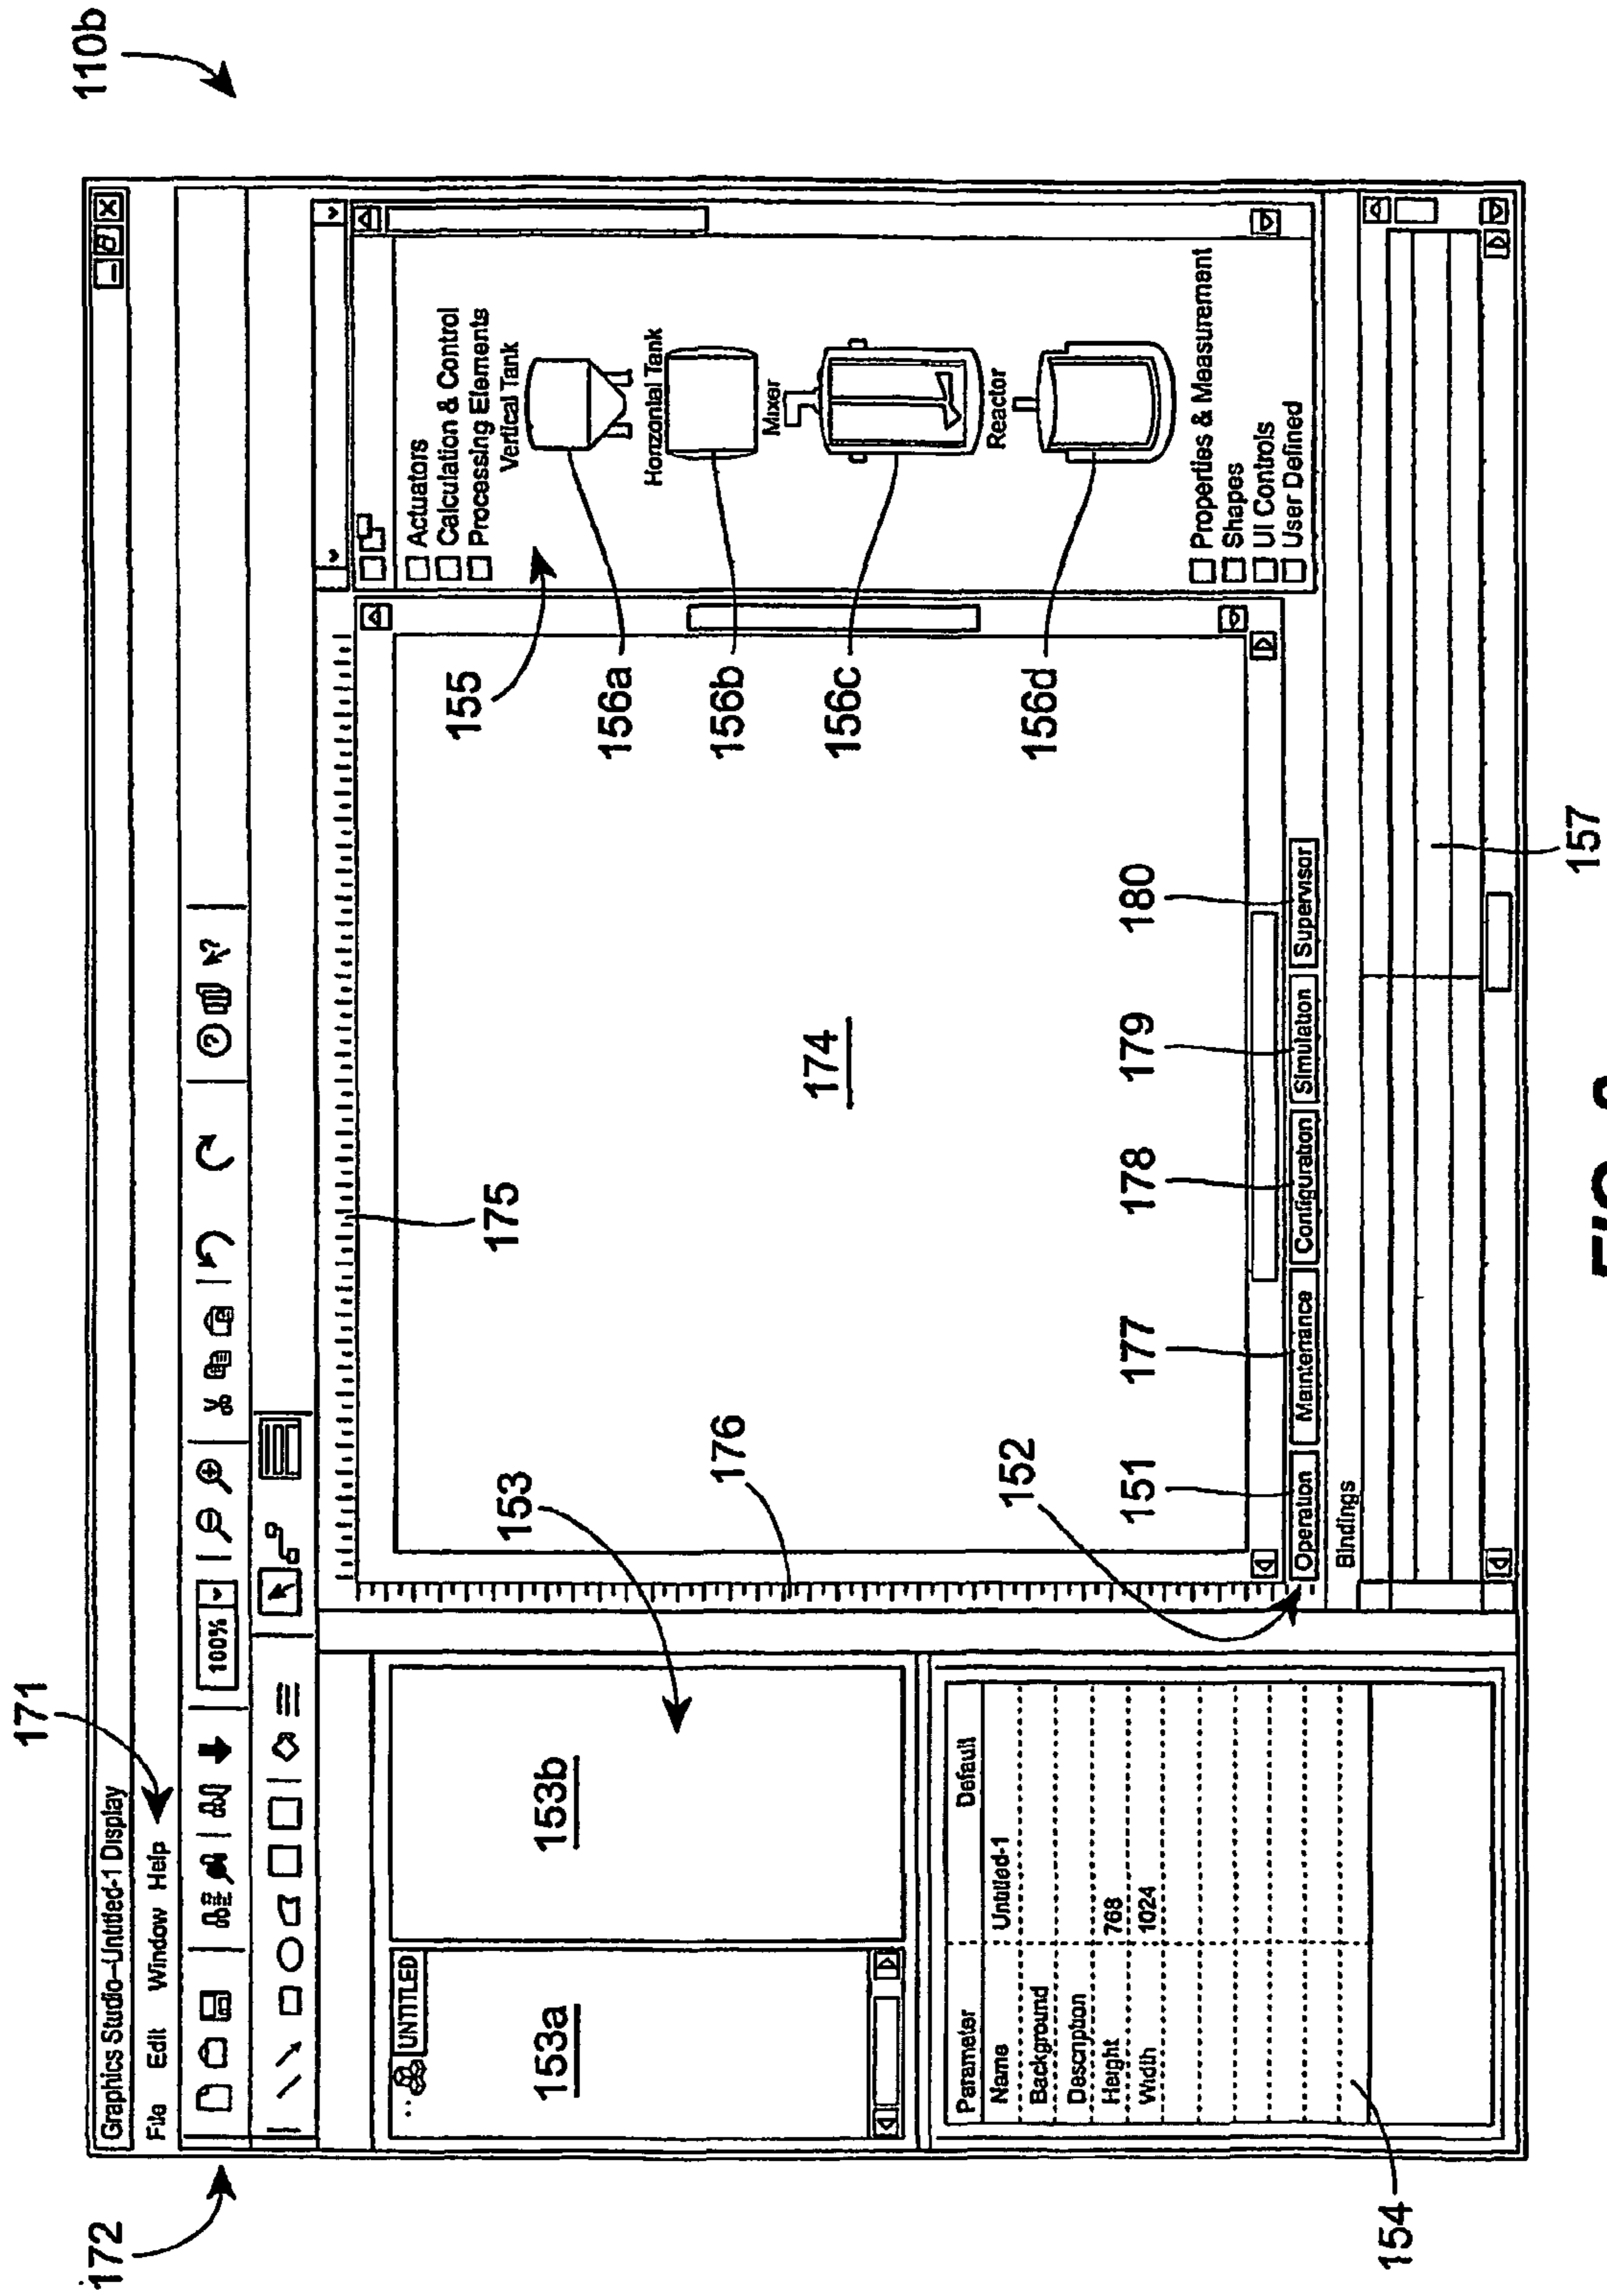 110b
171
172
Graphics Studio–Untitled-1 Display
File Edit Window Help
100%
175
UNTITLED
153a
153b
153
176
174
155
Actuators
Calculation & Control
Processing Elements
Vertical Tank
156a
Horizontal Tank
156b
Mixer
156c
Reactor
156d
Properties & Measurement
Shapes
UI Controls
User Defined
Parameter Default
Name Untitled-1
Background
Description
Height 768
Width 1024
154
152
151 177 178 179 180
Operation Maintenance Configuration Simulation Supervisor
Bindings
157